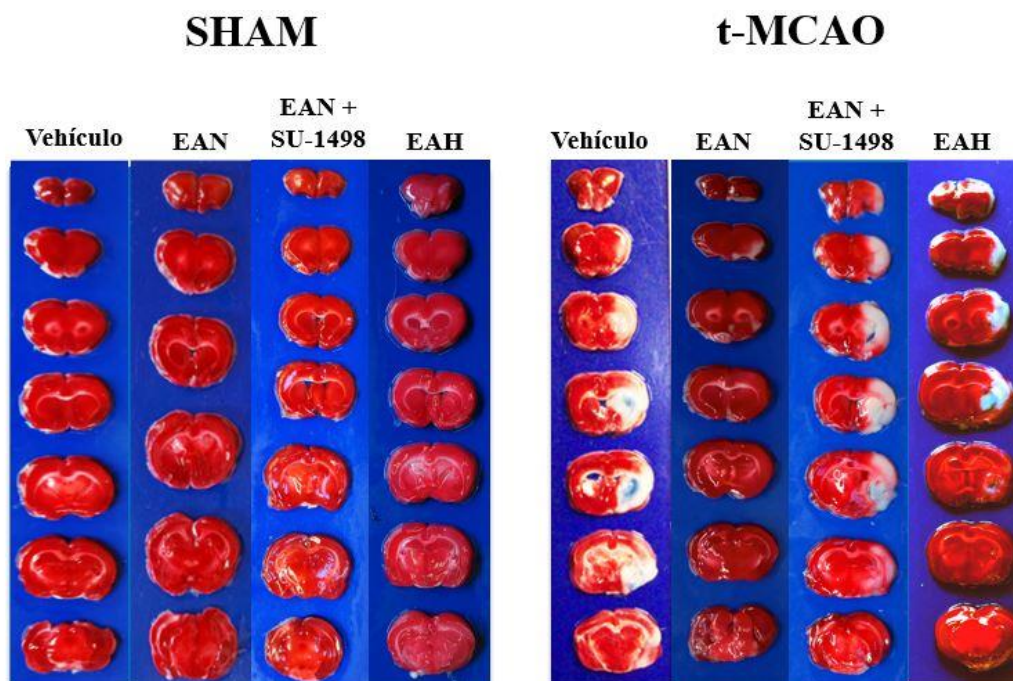 SHAM
t-MCAO
Vehículo
EAN
EAN +
SU-1498
EAH
Vehículo
EAN
EAN +
SU-1498
EAH